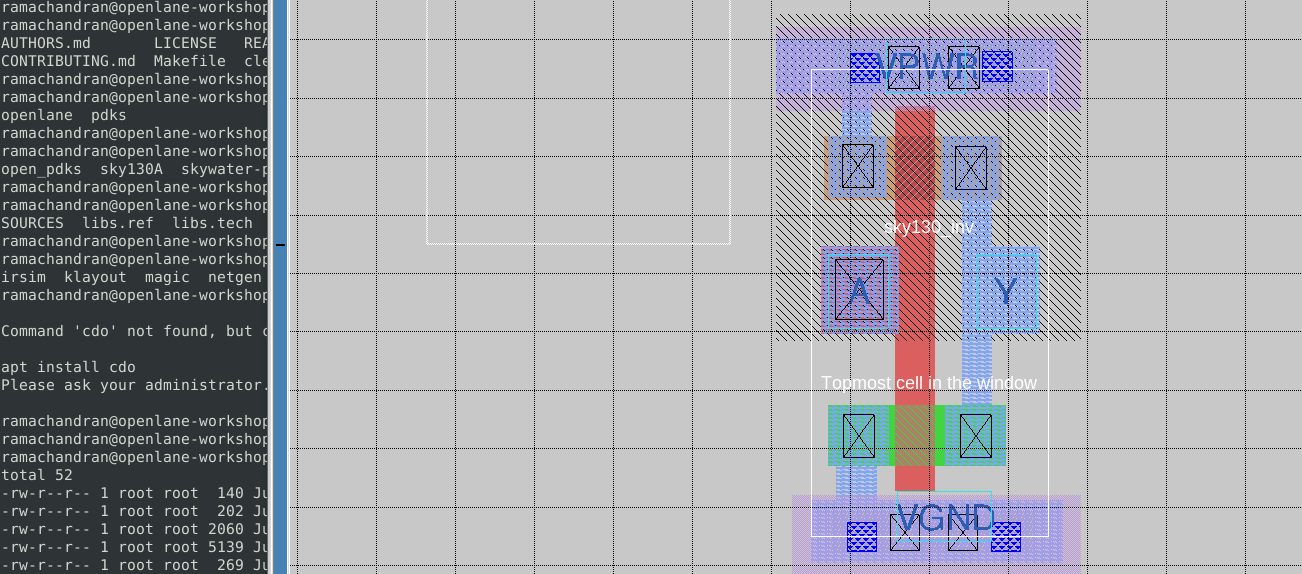 ramachandran@openlane-workshop
ramachandran@openlane-workshop
AUTHORS.md LICENSE REA
CONTRIBUTING.md Makefile cle
ramachandran@openlane-workshop
ramachandran@openlane-workshop
openlane pdks
ramachandran@openlane-workshop
ramachandran@openlane-workshop
open_pdks sky130A skywater-p
ramachandran@openlane-workshop
ramachandran@openlane-workshop
SOURCES libs.ref libs.tech
ramachandran@openlane-workshop
ramachandran@openlane-workshop
irsim klayout magic netgen
ramachandran@openlane-workshop
Command 'cdo' not found, but
apt install cdo
Please ask your administrator.
ramachandran@openlane-workshop
ramachandran@openlane-workshop
ramachandran@openlane-workshop
total 52
-rw-r--r-- 1 root root 140 Ju
-rw-r--r-- 1 root root 202 Ju
-rw-r--r-- 1 root root 2060 Ju
-rw-r--r-- 1 root root 5139 Ju
-rw-r--r-- 1 root root 269 Ju
VPWR
sky130_inv
A
Y
Topmost cell in the window
VGND